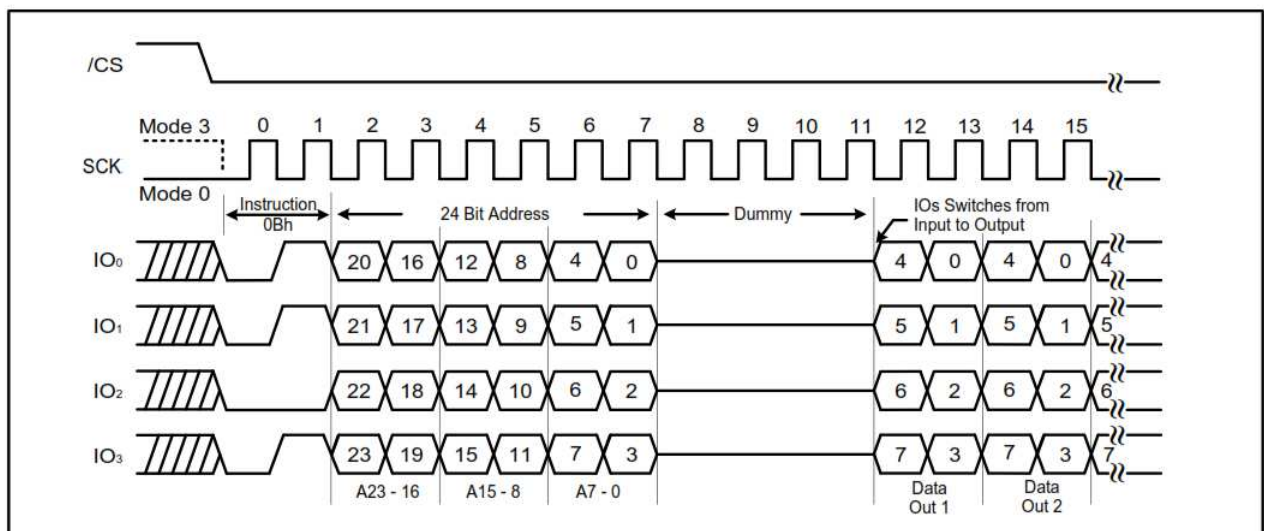 /CS
Mode 3 0 1 2 3 4 5 6 7 8 9 10 11 12 13 14 15
SCK
Mode 0
Instruction 24 Bit Address Dummy IOs Switches from
0Bh Input to Output
IO₀ 20 16 12 8 4 0 4 0 4 0 4
IO₁ 21 17 13 9 5 1 5 1 5 1 5
IO₂ 22 18 14 10 6 2 6 2 6 2 6
IO₃ 23 19 15 11 7 3 7 3 7 3 7
A23 - 16 A15 - 8 A7 - 0 Data Data
Out 1 Out 2